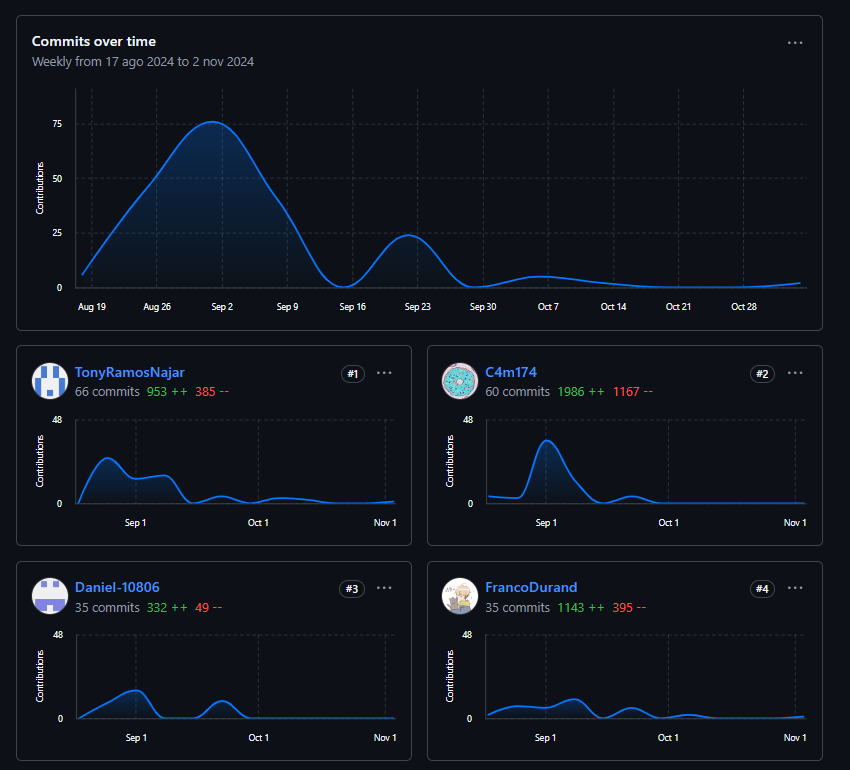 Commits over time
Weekly from 17 ago 2024 to 2 nov 2024
Contributions
75
50
25
0
Aug 19 Aug 26 Sep 2 Sep 9 Sep 16 Sep 23 Sep 30 Oct 7 Oct 14 Oct 21 Oct 28
TonyRamosNajar #1
66 commits 953 ++ 385 --
Contributions
48
0
Sep 1 Oct 1 Nov 1
C4m174 #2
60 commits 1986 ++ 1167 --
Contributions
48
0
Sep 1 Oct 1 Nov 1
Daniel-10806 #3
35 commits 332 ++ 49 --
Contributions
48
0
Sep 1 Oct 1 Nov 1
FrancoDurand #4
35 commits 1143 ++ 395 --
Contributions
48
0
Sep 1 Oct 1 Nov 1